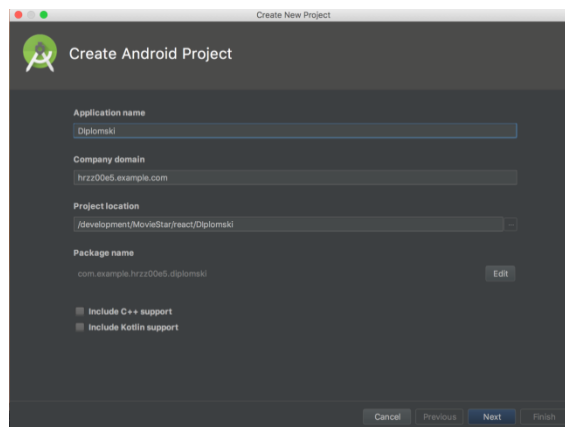 Create New Project
Create Android Project
Application name
DIplomski
Company domain
hrzz00e5.example.com
Project location
/development/MovieStar/react/DIplomski
...
Package name
com.example.hrzz00e5.diplomski
Edit
Include C++ support
Include Kotlin support
Cancel
Previous
Next
Finish